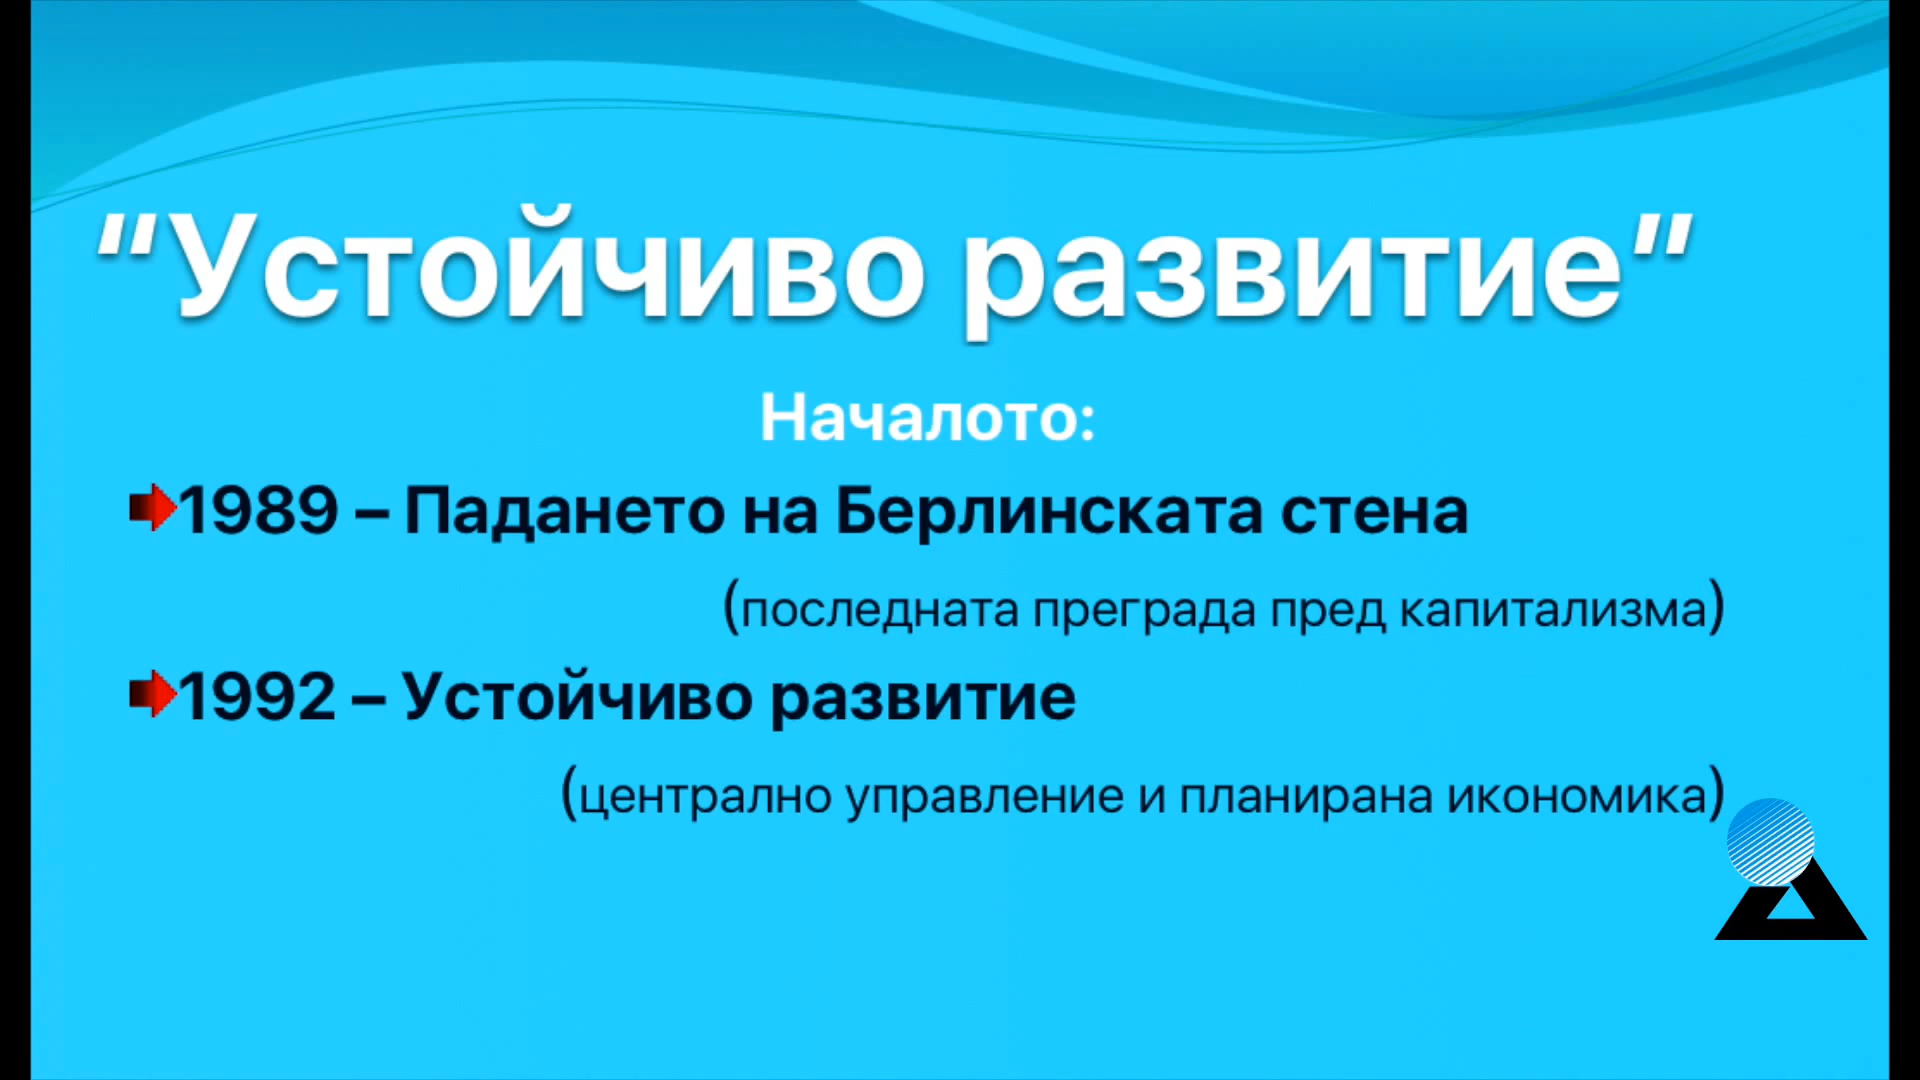 "Устойчиво развитие"
Началото:
1989 – Падането на Берлинската стена
(последната преграда пред капитализма)
1992 – Устойчиво развитие
(централно управление и планирана икономика)